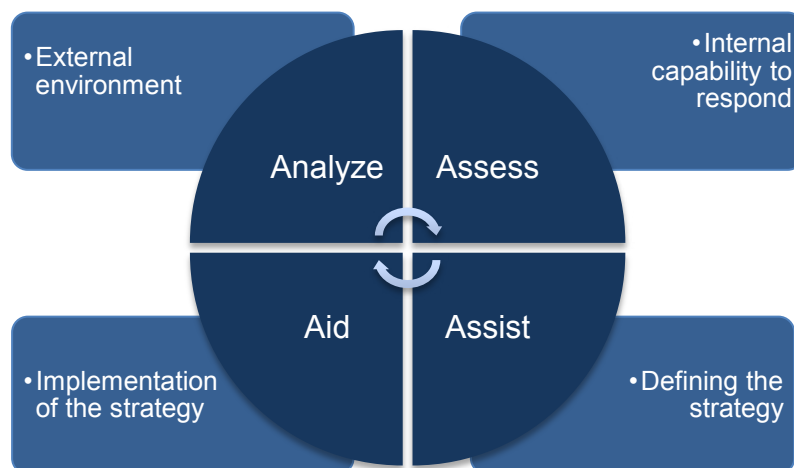 •External
environment
•Internal
capability to
respond
Analyze
Assess
Aid
Assist
•Implementation
of the strategy
•Defining the
strategy